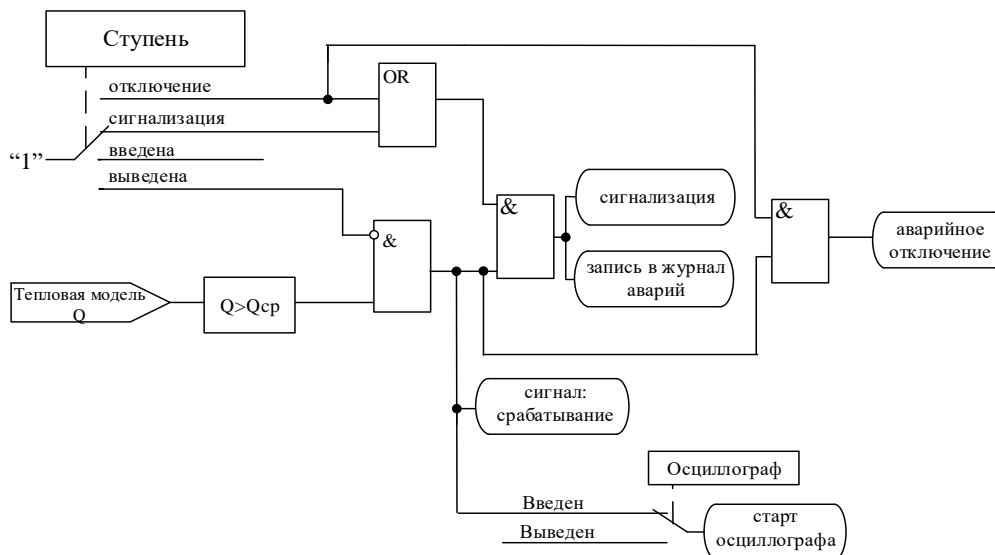 Ступень
отключение
OR
сигнализация
“1”
введена
выведена
&
&
сигнализация
&
аварийное
отключение
запись в журнал
аварий
Тепловая модель
Q
Q>Qср
сигнал:
срабатывание
Осциллограф
Введен
Выведен
старт
осциллографа